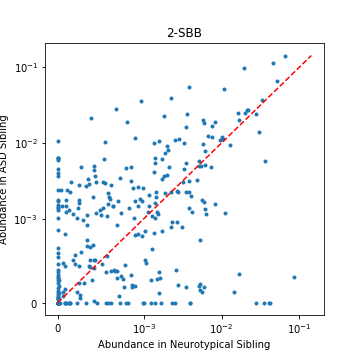 2-SBB
Abundance in ASD Sibling
10⁻¹
10⁻²
10⁻³
0
0
10⁻³
10⁻²
10⁻¹
Abundance in Neurotypical Sibling